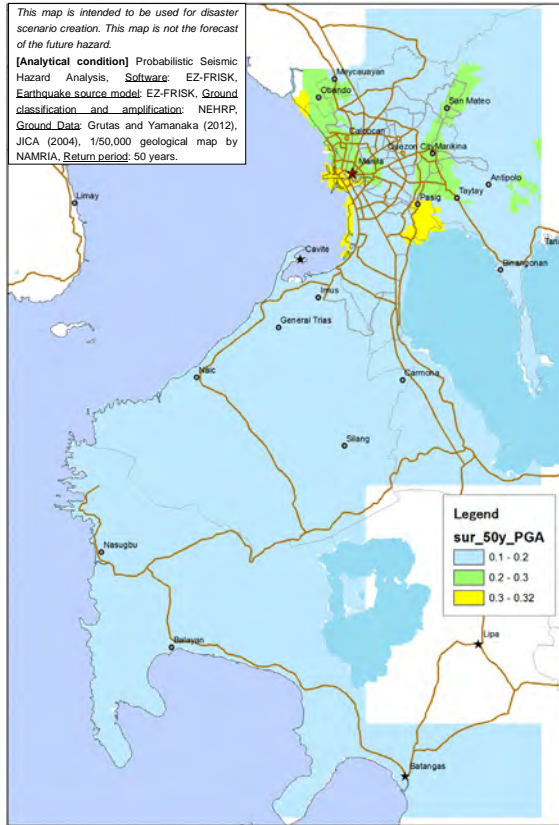 This map is intended to be used for disaster
scenario creation. This map is not the forecast
of the future hazard.
[Analytical condition] Probabilistic Seismic
Hazard Analysis, Software: EZ-FRISK,
Earthquake source model: EZ-FRISK, Ground
classification and amplification: NEHRP,
Ground Data: Grutas and Yamanaka (2012),
JICA (2004), 1/50,000 geological map by
NAMRIA, Return period: 50 years.
Meycauayan
Obando
San Mateo
Caloocan
Quezon City
Marikina
Manila
Antipolo
Limay
Pasig
Taytay
Cavite
Binangonan
Imus
General Trias
Naic
Carmona
Silang
Legend
sur_50y_PGA
0.1 - 0.2
0.2 - 0.3
0.3 - 0.32
Nasugbu
Lipa
Balayan
Batangas